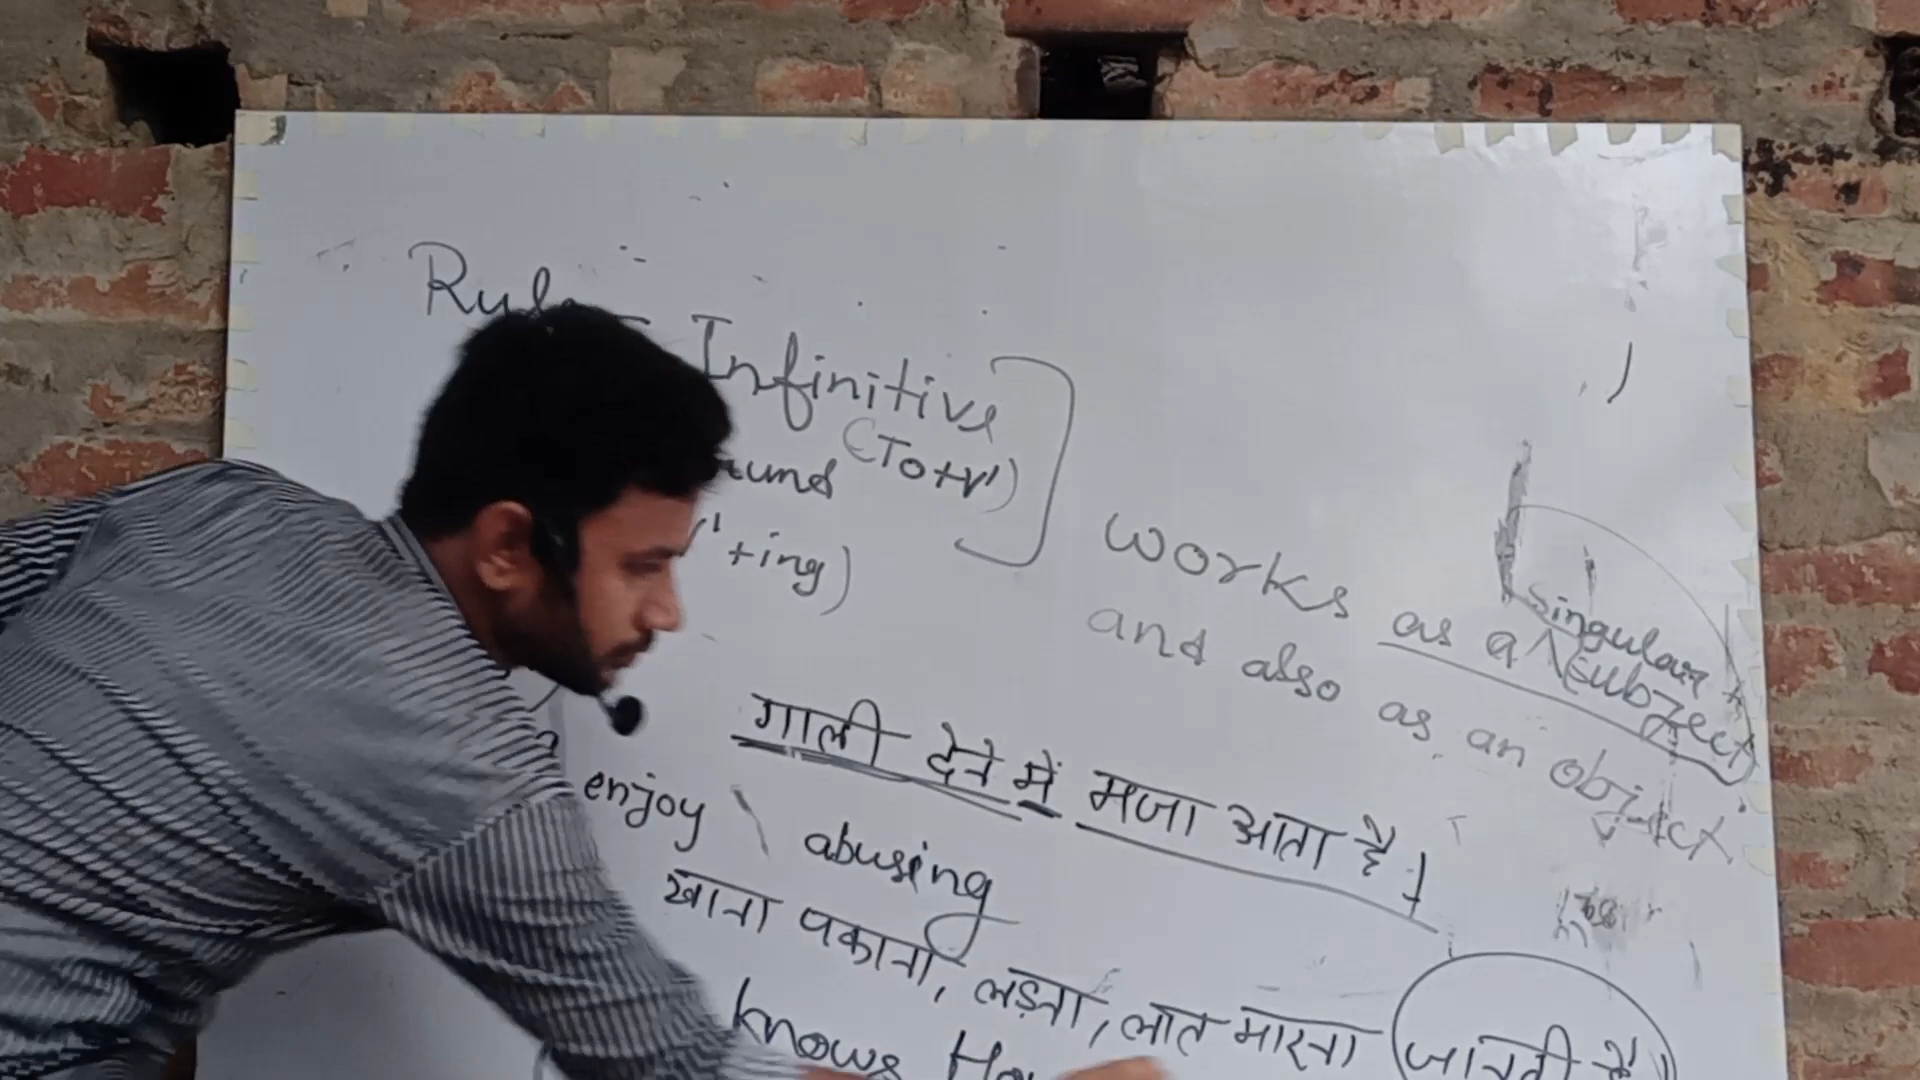 Rule
Infinitive
(To+V')
works as a singular subject
+ing)
and also as an object
गाली देने में मजा आता है।
enjoy abusing
खाना पकाना, लड़ना, लात मारना जानती है
knows